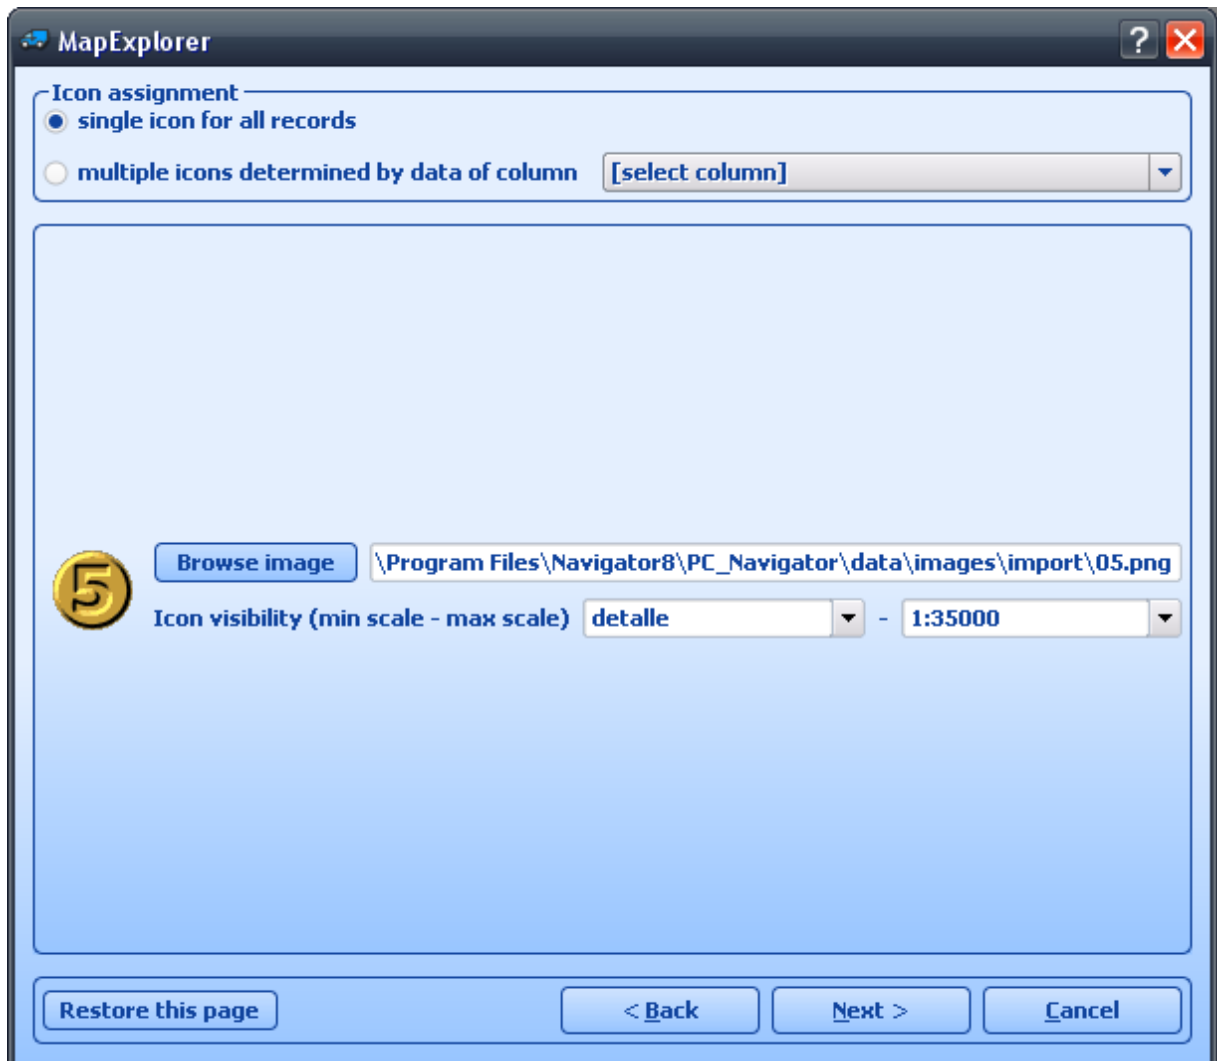 MapExplorer ?
Icon assignment
single icon for all records
multiple icons determined by data of column [select column]
5 Browse image \Program Files\Navigator8\PC_Navigator\data\images\import\05.png
Icon visibility (min scale - max scale) detalle - 1:35000
Restore this page < Back Next > Cancel